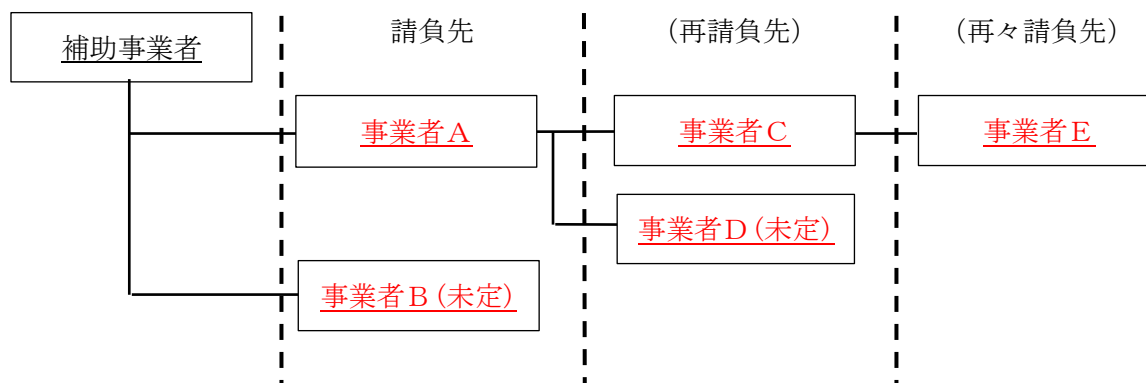 補助事業者
請負先
(再請負先)
(再々請負先)
事業者A
事業者C
事業者E
事業者D(未定)
事業者B(未定)